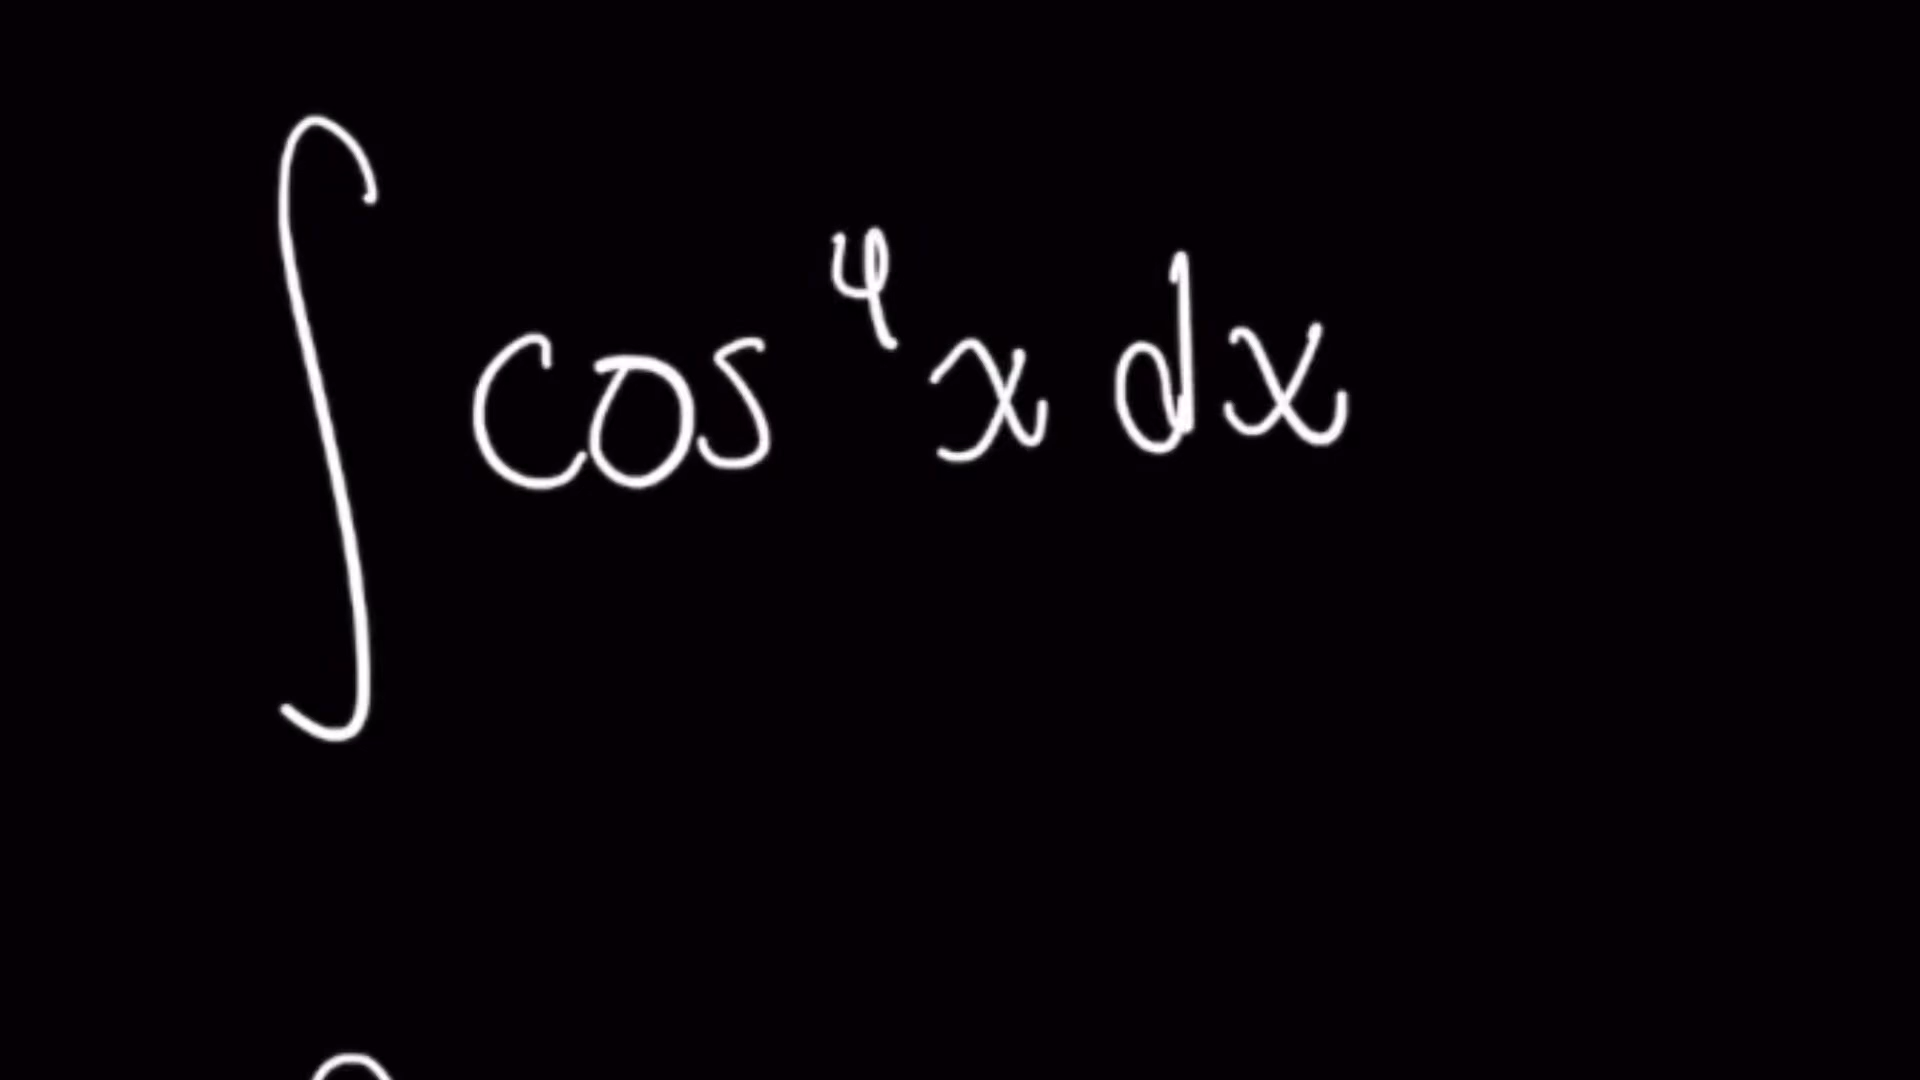 ∫ cos⁴x dx